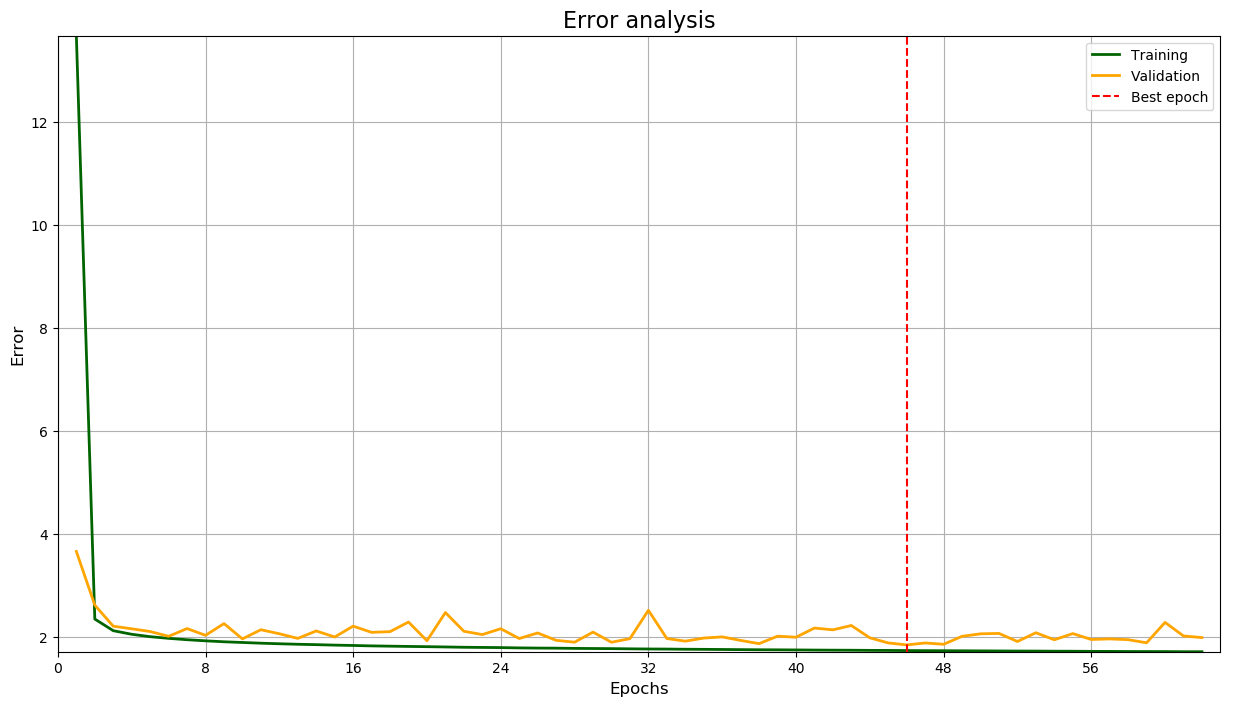 Error analysis
Training
Validation
Best epoch
12
10
8
6
4
2
Error
0 8 16 24 32 40 48 56
Epochs